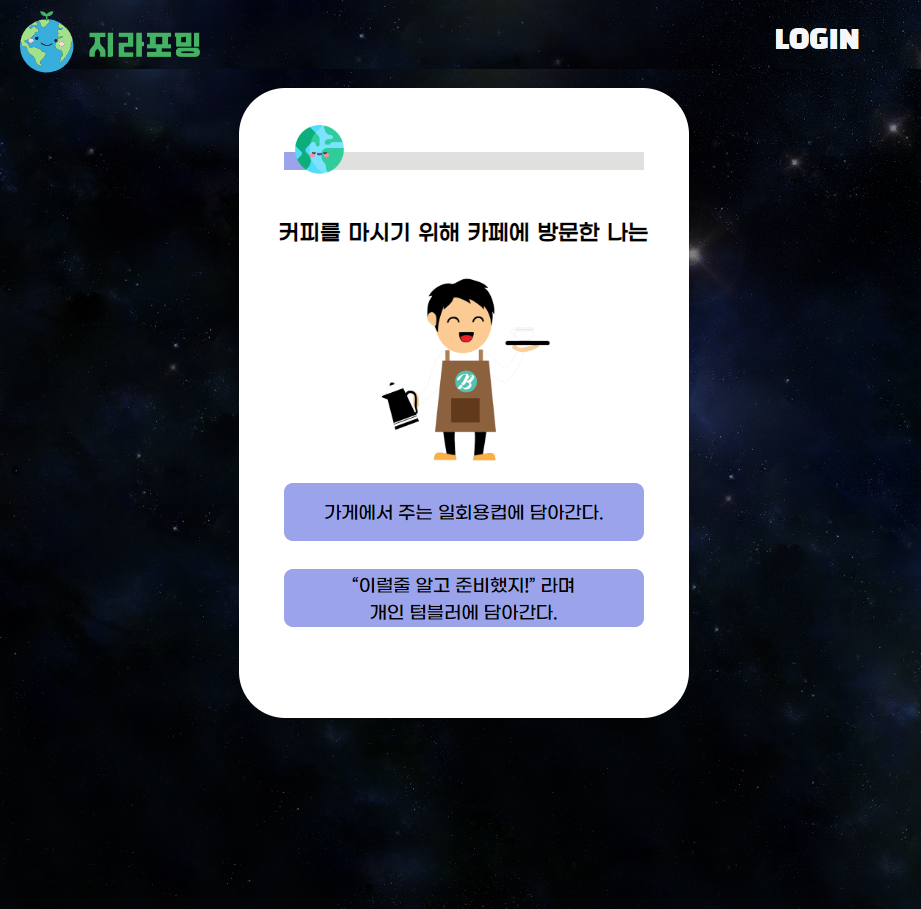 지라포밍
LOGIN
커피를 마시기 위해 카페에 방문한 나는
B
가게에서 주는 일회용컵에 담아간다.
“이럴줄 알고 준비했지!” 라며
개인 텀블러에 담아간다.